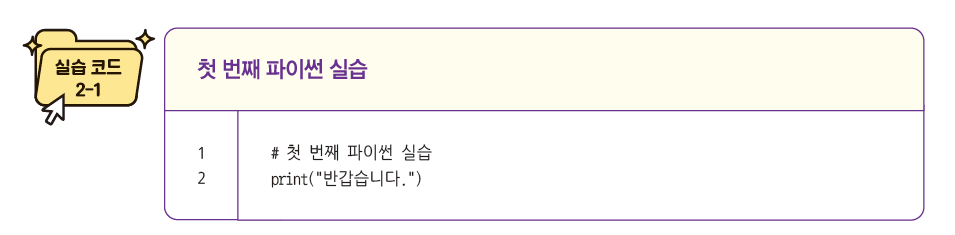 실습 코드
2-1
첫 번째 파이썬 실습
1 # 첫 번째 파이썬 실습
2 print("반갑습니다.")